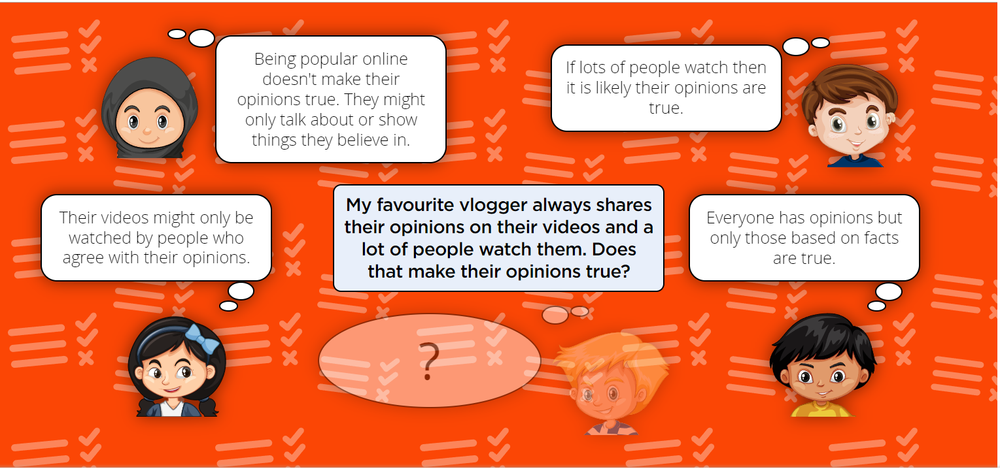 Being popular online
doesn't make their
opinions true. They might
only talk about or show
things they believe in.
If lots of people watch then
it is likely their opinions are
true.
Their videos might only be
watched by people who
agree with their opinions.
My favourite vlogger always shares
their opinions on their videos and a
lot of people watch them. Does
that make their opinions true?
Everyone has opinions but
only those based on facts
are true.
?